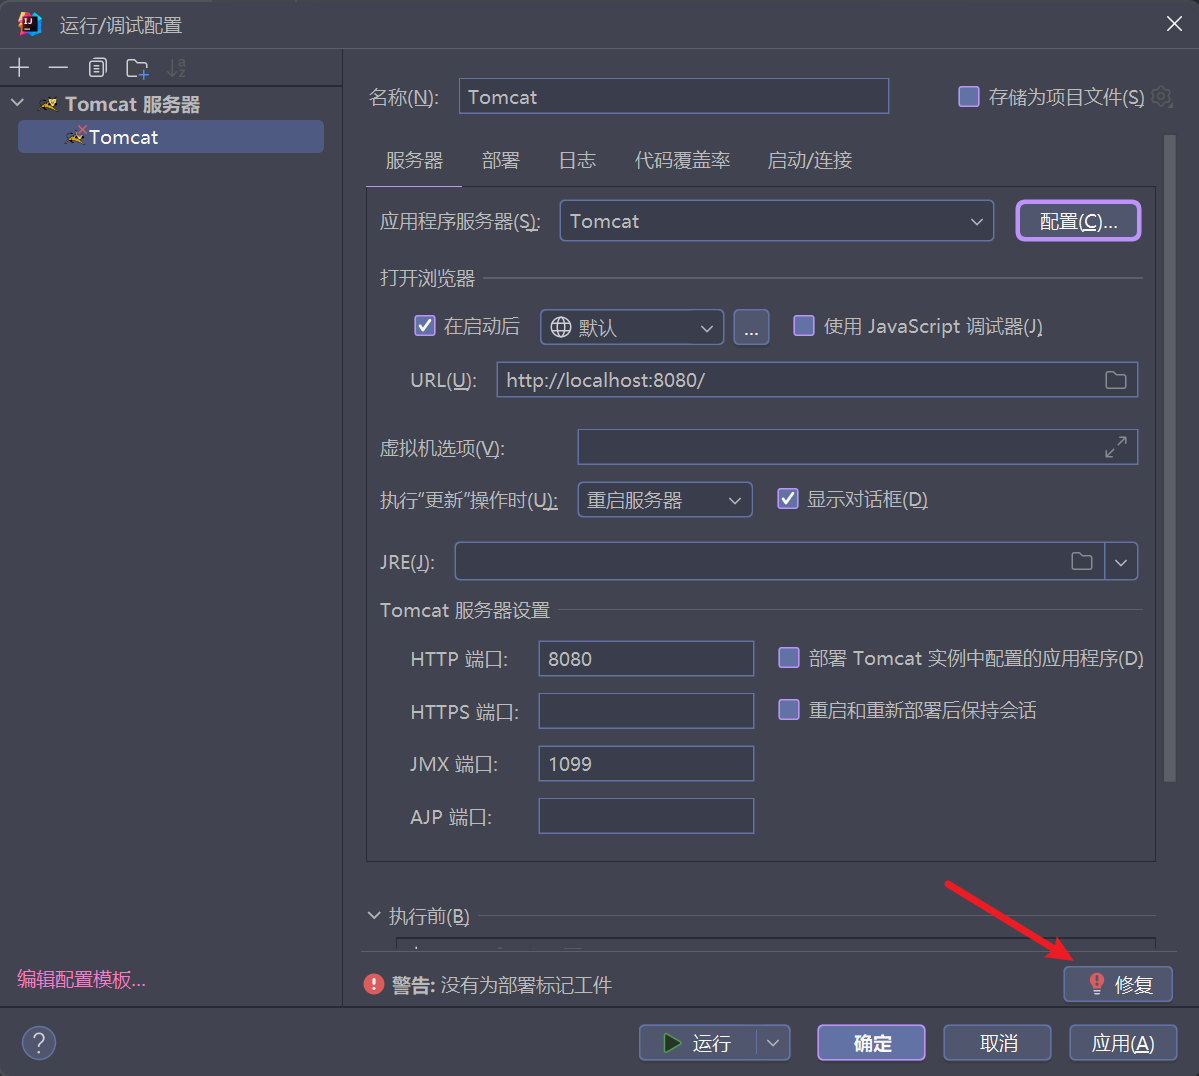 运行/调试配置
Tomcat 服务器
Tomcat
编辑配置模板...
名称(N):
Tomcat
存储为项目文件(S)
服务器
部署
日志
代码覆盖率
启动/连接
应用程序服务器(S):
Tomcat
配置(C)...
打开浏览器
在启动后
默认
...
使用 JavaScript 调试器(J)
URL(U):
http://localhost:8080/
虚拟机选项(V):
执行“更新”操作时(U):
重启服务器
显示对话框(D)
JRE(J):
Tomcat 服务器设置
HTTP 端口:
8080
部署 Tomcat 实例中配置的应用程序(D)
HTTPS 端口:
重启和重新部署后保持会话
JMX 端口:
1099
AJP 端口:
执行前(B)
警告: 没有为部署标记工件
修复
?
运行
确定
取消
应用(A)